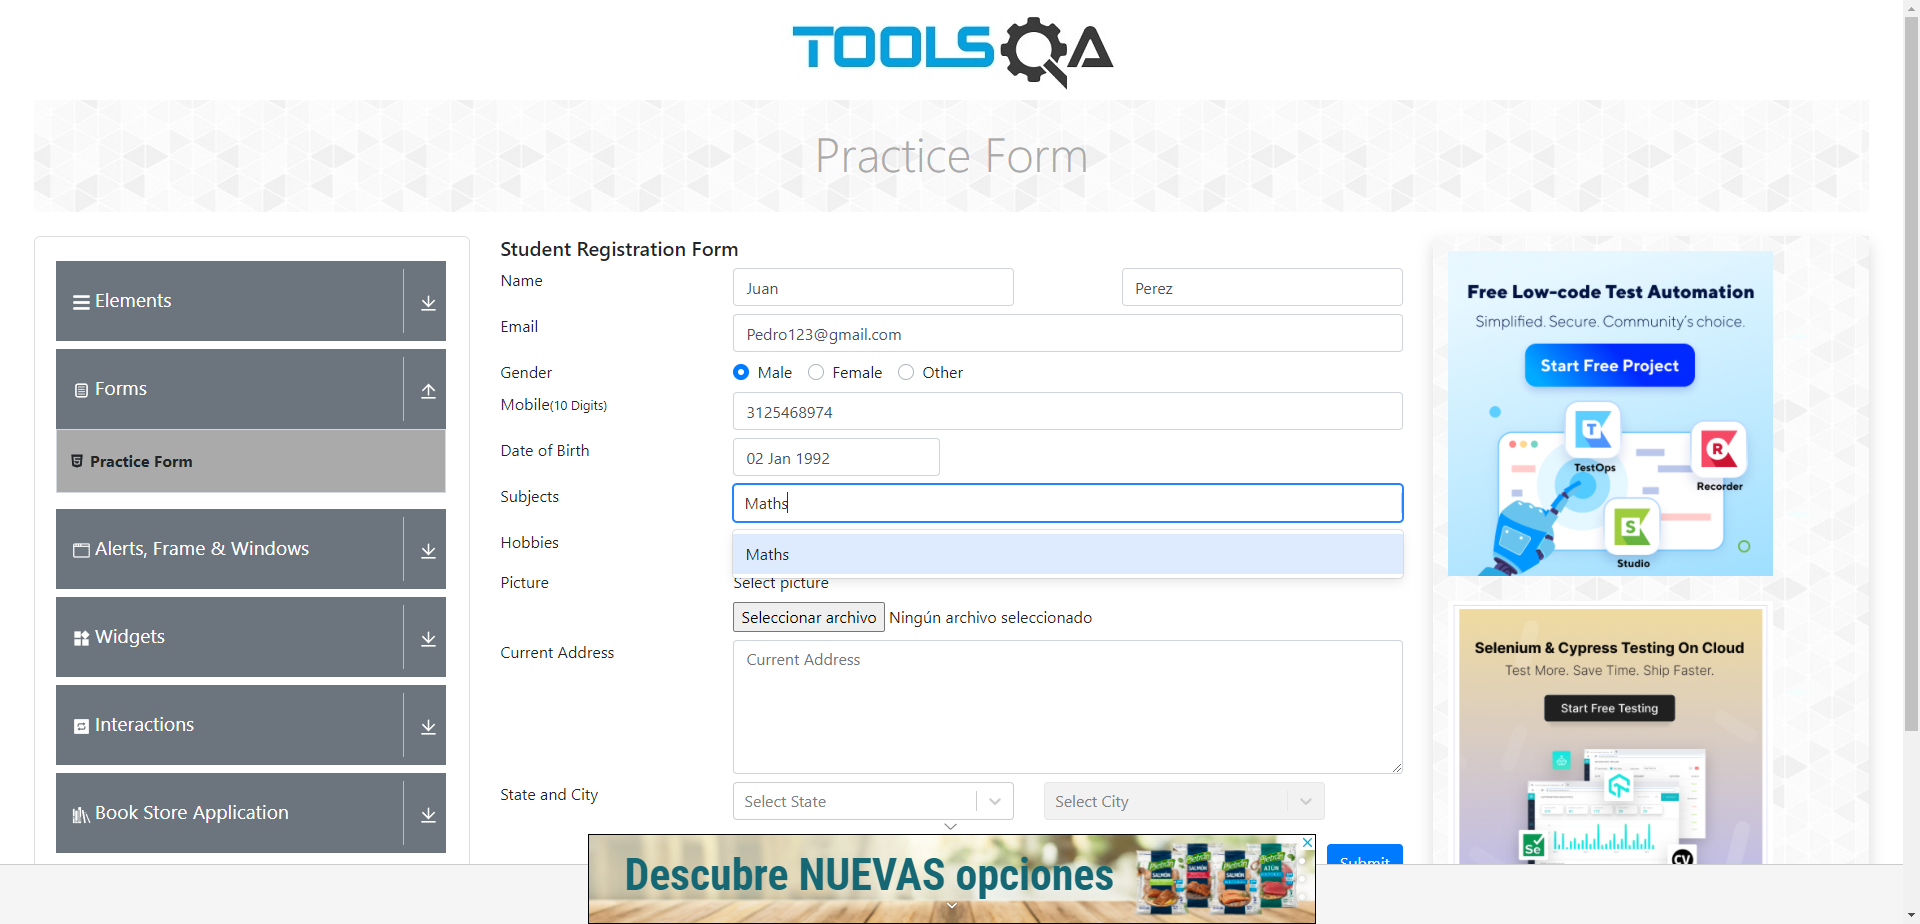 TOOLSQA
Practice Form
Elements
Forms
Practice Form
Alerts, Frame & Windows
Widgets
Interactions
Book Store Application
Student Registration Form
Name
Juan
Perez
Email
Pedro123@gmail.com
Gender
Male
Female
Other
Mobile(10 Digits)
3125468974
Date of Birth
02 Jan 1992
Subjects
Maths
Hobbies
Maths
Picture
Select picture
Seleccionar archivo
Ningún archivo seleccionado
Current Address
Current Address
State and City
Select State
Select City
Submit
Free Low-code Test Automation
Simplified. Secure. Community's choice.
Start Free Project
T
TestOps
R
Recorder
S
Studio
Selenium & Cypress Testing On Cloud
Test More. Save Time. Ship Faster.
Start Free Testing
Se
CV
Descubre NUEVAS opciones